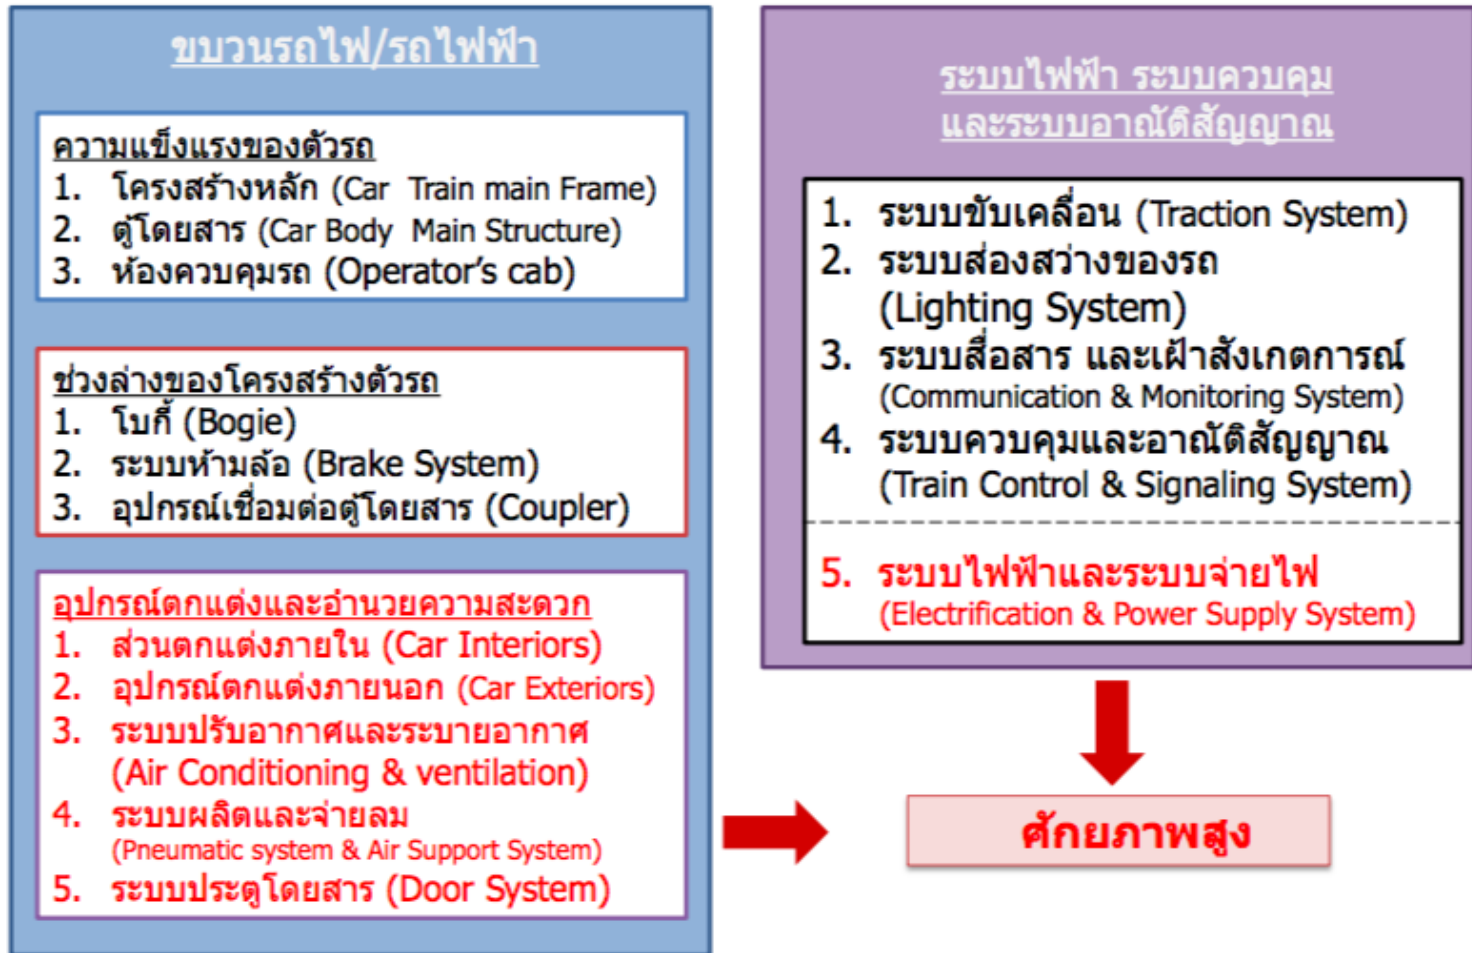 ขบวนรถไฟ/รถไฟฟ้า
ความแข็งแรงของตัวรถ
1. โครงสร้างหลัก (Car Train main Frame)
2. ตู้โดยสาร (Car Body Main Structure)
3. ห้องควบคุมรถ (Operator’s cab)
ช่วงล่างของโครงสร้างตัวรถ
1. โบกี้ (Bogie)
2. ระบบห้ามล้อ (Brake System)
3. อุปกรณ์เชื่อมต่อตู้โดยสาร (Coupler)
อุปกรณ์ตกแต่งและอำนวยความสะดวก
1. ส่วนตกแต่งภายใน (Car Interiors)
2. อุปกรณ์ตกแต่งภายนอก (Car Exteriors)
3. ระบบปรับอากาศและระบายอากาศ
(Air Conditioning & ventilation)
4. ระบบผลิตและจ่ายลม
(Pneumatic system & Air Support System)
5. ระบบประตูโดยสาร (Door System)
ระบบไฟฟ้า ระบบควบคุม
และระบบอาณัติสัญญาณ
1. ระบบขับเคลื่อน (Traction System)
2. ระบบส่องสว่างของรถ
(Lighting System)
3. ระบบสื่อสาร และเฝ้าสังเกตการณ์
(Communication & Monitoring System)
4. ระบบควบคุมและอาณัติสัญญาณ
(Train Control & Signaling System)
5. ระบบไฟฟ้าและระบบจ่ายไฟ
(Electrification & Power Supply System)
ศักยภาพสูง